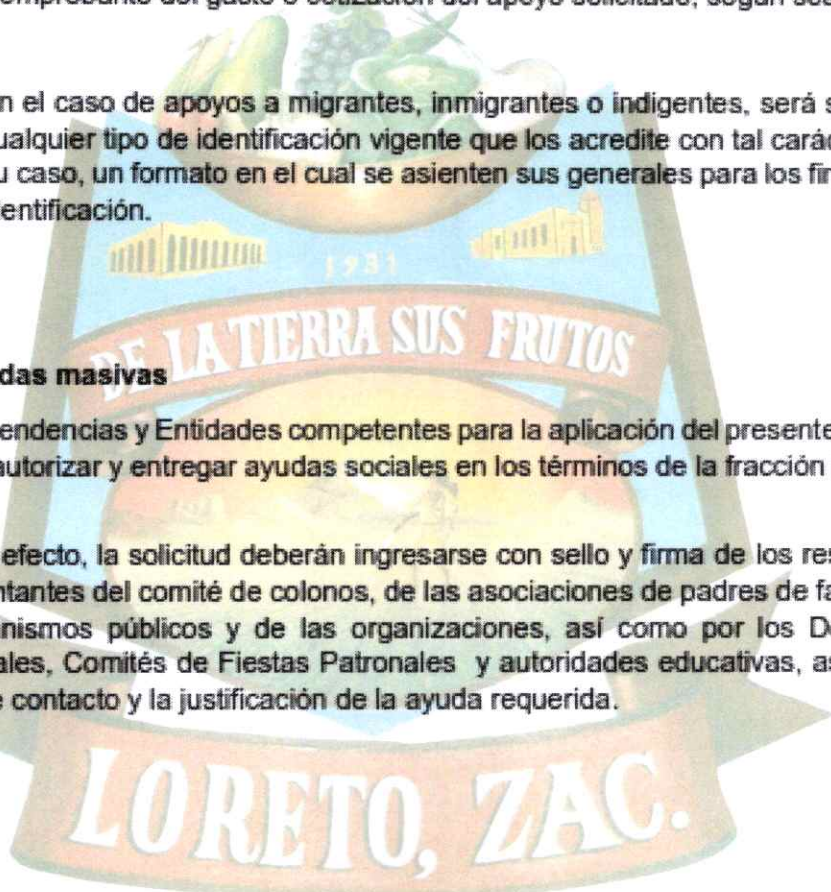 comprobante del gasto o cotización del apoyo solicitado, según sea
n el caso de apoyos a migrantes, inmigrantes o indigentes, será s
ualquier tipo de identificación vigente que los acredite con tal carác
u caso, un formato en el cual se asienten sus generales para los fin
entificación.
1931
DE LA TIERRA SUS FRUTOS
das masivas
endencias y Entidades competentes para la aplicación del presente
autorizar y entregar ayudas sociales en los términos de la fracción
efecto, la solicitud deberán ingresarse con sello y firma de los res
ntantes del comité de colonos, de las asociaciones de padres de fa
nismos públicos y de las organizaciones, así como por los De
ales, Comités de Fiestas Patronales y autoridades educativas, as
e contacto y la justificación de la ayuda requerida.
LORETO, ZAC.